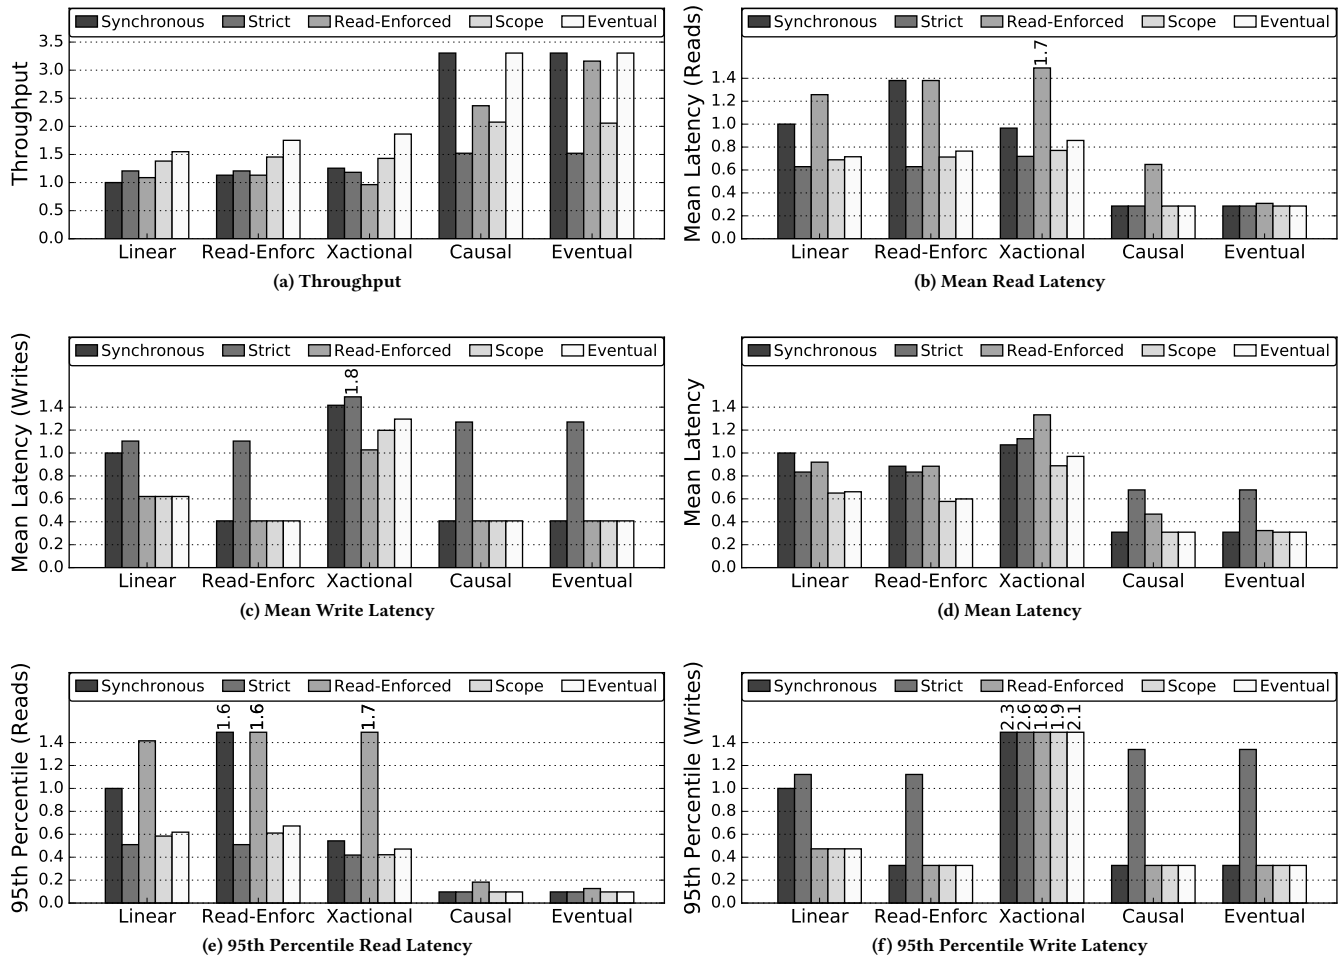 Synchronous Strict Read-Enforced Scope Eventual
Throughput
3.5
3.0
2.5
2.0
1.5
1.0
0.5
0.0
Linear Read-Enforc Xactional Causal Eventual
(a) Throughput
Synchronous Strict Read-Enforced Scope Eventual
Mean Latency (Reads)
1.7
1.4
1.2
1.0
0.8
0.6
0.4
0.2
0.0
Linear Read-Enforc Xactional Causal Eventual
(b) Mean Read Latency
Synchronous Strict Read-Enforced Scope Eventual
Mean Latency (Writes)
1.8
1.4
1.2
1.0
0.8
0.6
0.4
0.2
0.0
Linear Read-Enforc Xactional Causal Eventual
(c) Mean Write Latency
Synchronous Strict Read-Enforced Scope Eventual
Mean Latency
1.4
1.2
1.0
0.8
0.6
0.4
0.2
0.0
Linear Read-Enforc Xactional Causal Eventual
(d) Mean Latency
Synchronous Strict Read-Enforced Scope Eventual
95th Percentile (Reads)
1.6 1.6 1.7
1.4
1.2
1.0
0.8
0.6
0.4
0.2
0.0
Linear Read-Enforc Xactional Causal Eventual
(e) 95th Percentile Read Latency
Synchronous Strict Read-Enforced Scope Eventual
95th Percentile (Writes)
2.3 2.6 1.8 1.9 2.1
1.4
1.2
1.0
0.8
0.6
0.4
0.2
0.0
Linear Read-Enforc Xactional Causal Eventual
(f) 95th Percentile Write Latency